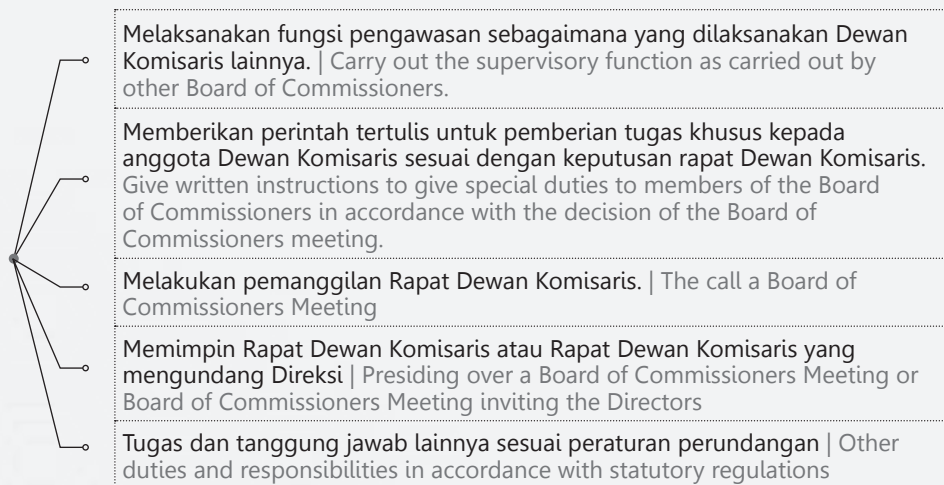 Melaksanakan fungsi pengawasan sebagaimana yang dilaksanakan Dewan
Komisaris lainnya. | Carry out the supervisory function as carried out by
other Board of Commissioners.
Memberikan perintah tertulis untuk pemberian tugas khusus kepada
anggota Dewan Komisaris sesuai dengan keputusan rapat Dewan Komisaris.
Give written instructions to give special duties to members of the Board
of Commissioners in accordance with the decision of the Board of
Commissioners meeting.
Melakukan pemanggilan Rapat Dewan Komisaris. | The call a Board of
Commissioners Meeting
Memimpin Rapat Dewan Komisaris atau Rapat Dewan Komisaris yang
mengundang Direksi | Presiding over a Board of Commissioners Meeting or
Board of Commissioners Meeting inviting the Directors
Tugas dan tanggung jawab lainnya sesuai peraturan perundangan | Other
duties and responsibilities in accordance with statutory regulations